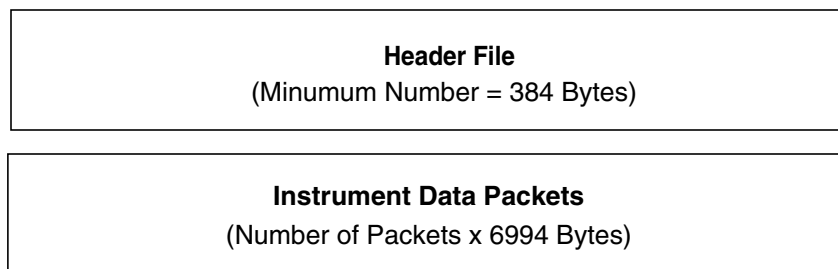 Header File
(Minumum Number = 384 Bytes)
Instrument Data Packets
(Number of Packets x 6994 Bytes)